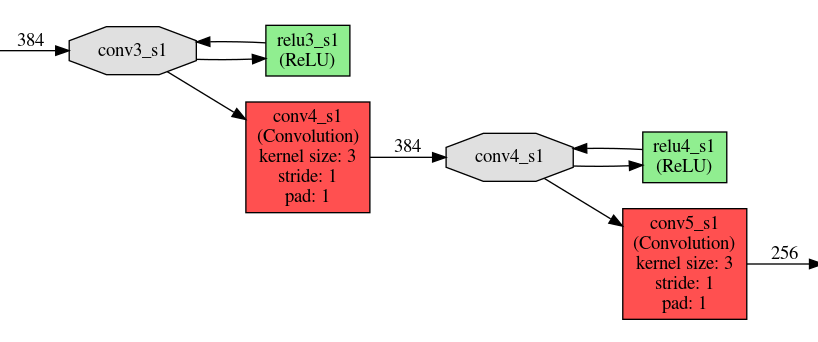 384
conv3_s1
relu3_s1
(ReLU)
conv4_s1
(Convolution)
kernel size: 3
stride: 1
pad: 1
384
conv4_s1
relu4_s1
(ReLU)
conv5_s1
(Convolution)
kernel size: 3
stride: 1
pad: 1
256